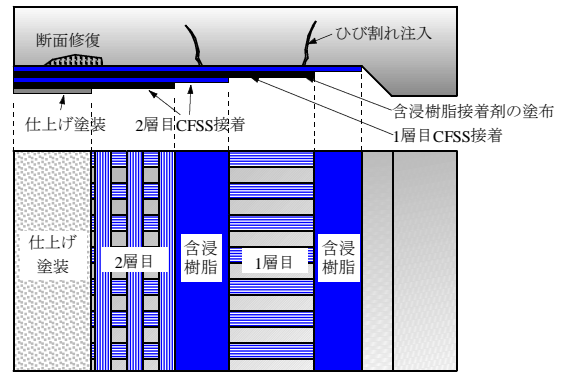 断面修復
ひび割れ注入
含浸樹脂接着剤の塗布
仕上げ塗装
2層目CFSS接着
1層目CFSS接着
仕上げ
塗装
2層目
含浸
樹脂
1層目
含浸
樹脂